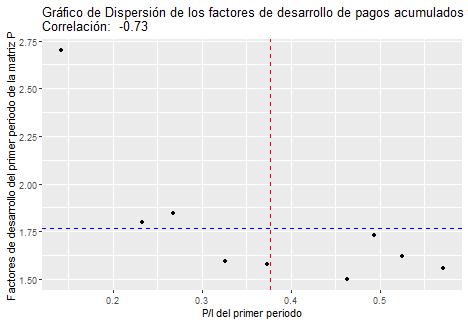 Gráfico de Dispersión de los factores de desarrollo de pagos acumulados
Correlación:  -0.73
Factores de desarrollo del primer periodo de la matriz P
2.75
2.50
2.25
2.00
1.75
1.50
0.2
0.3
0.4
0.5
P/I del primer periodo